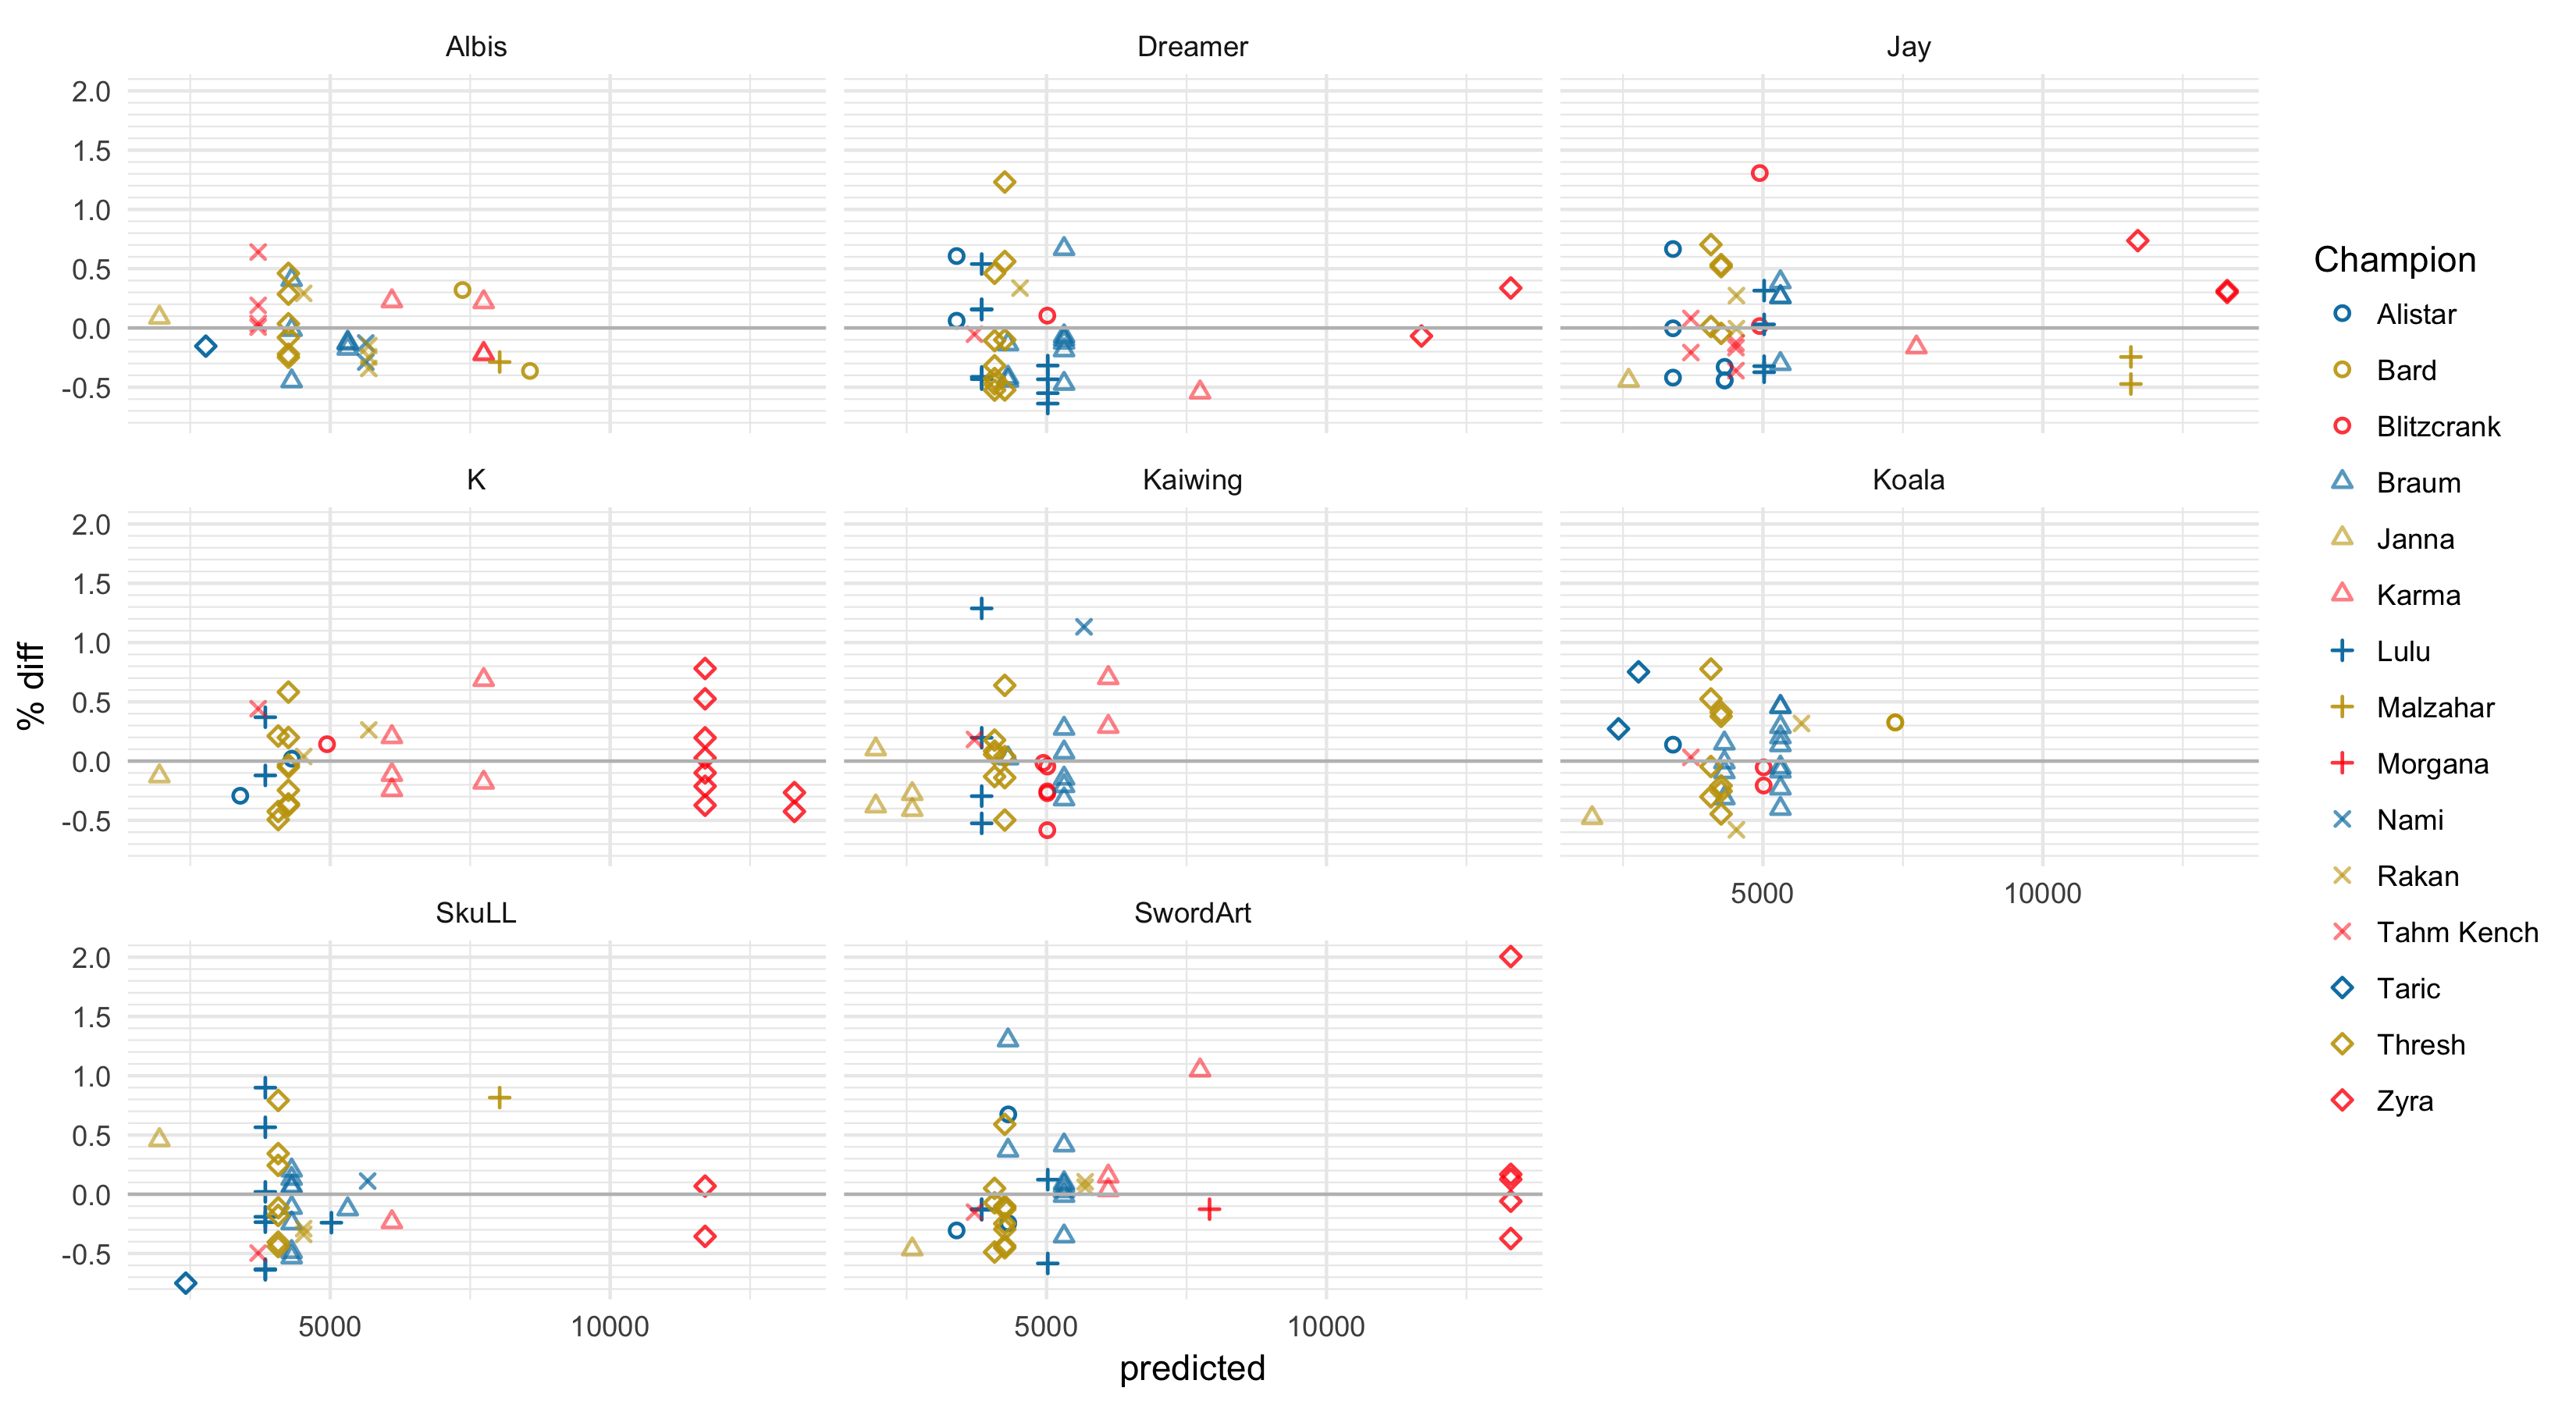 Albis
Dreamer
Jay
2.0
1.5
1.0
0.5
0.0
-0.5
K
Kaiwing
Koala
2.0
1.5
1.0
0.5
0.0
-0.5
5000
10000
SkuLL
SwordArt
2.0
1.5
1.0
0.5
0.0
-0.5
5000
10000
5000
10000
predicted
% diff
Champion
Alistar
Bard
Blitzcrank
Braum
Janna
Karma
Lulu
Malzahar
Morgana
Nami
Rakan
Tahm Kench
Taric
Thresh
Zyra